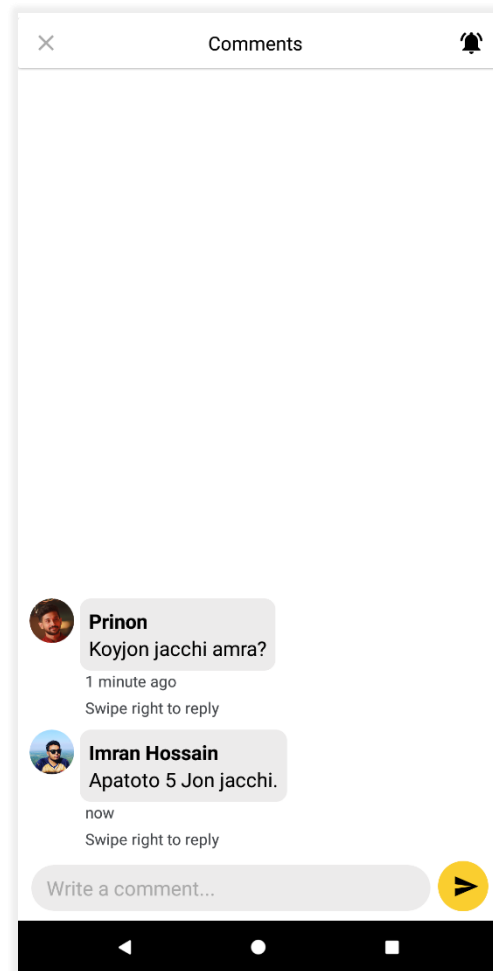 Comments
Prinon
Koyjon jacchi amra?
1 minute ago
Swipe right to reply
Imran Hossain
Apatoto 5 Jon jacchi.
now
Swipe right to reply
Write a comment...